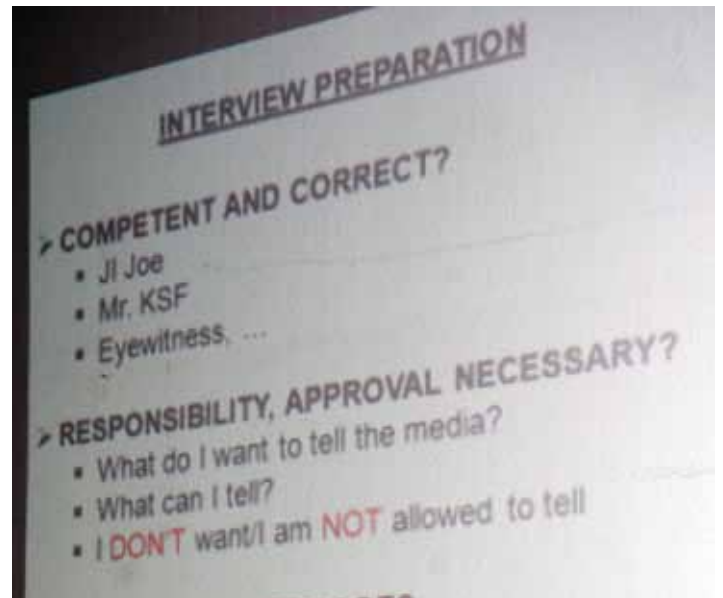 INTERVIEW PREPARATION
➢ COMPETENT AND CORRECT?
▪ JI Joe
▪ Mr. KSF
▪ Eyewitness, ...
➢ RESPONSIBILITY, APPROVAL NECESSARY?
▪ What do I want to tell the media?
▪ What can I tell?
▪ I DON'T want/I am NOT allowed to tell